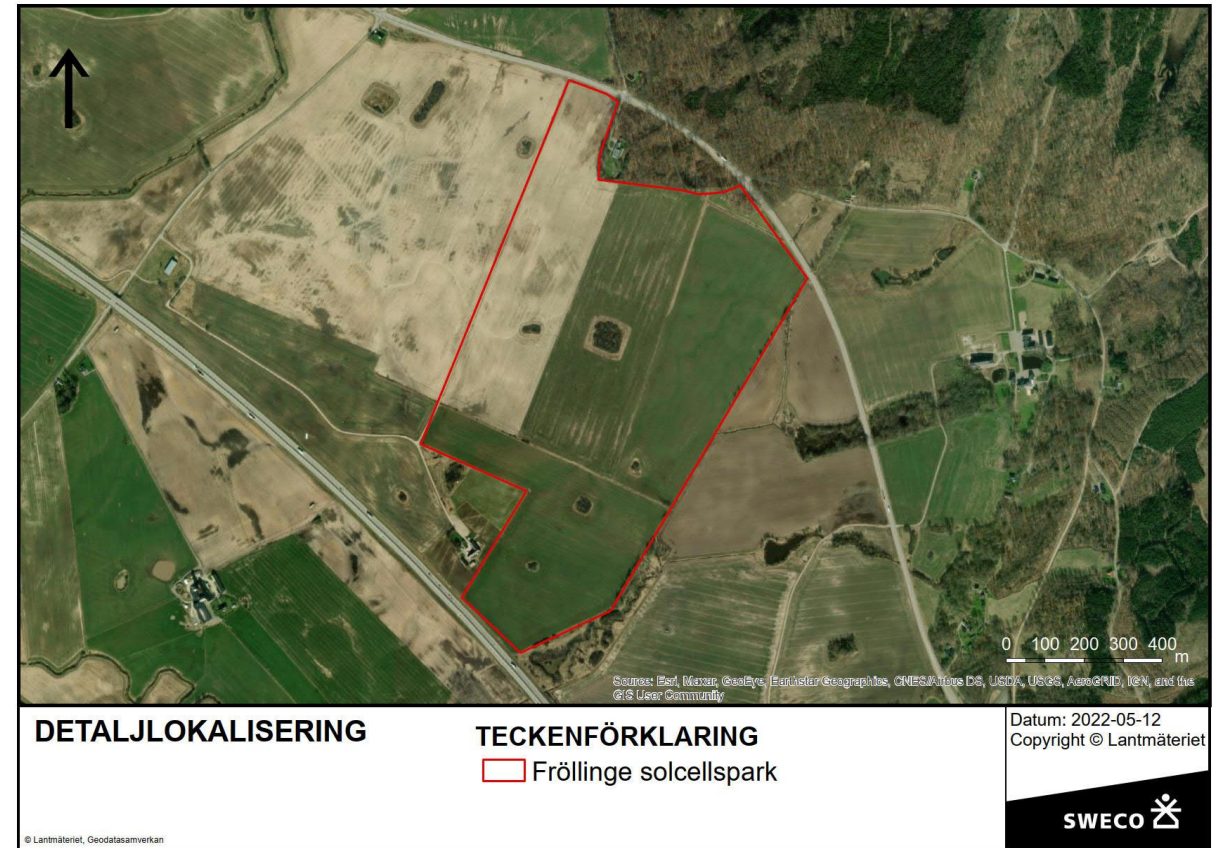 0 100 200 300 400
m
Source: Esri, Maxar, GeoEye, Earthstar Geographics, CNES/Airbus DS, USDA, USGS, AeroGRID, IGN, and the
GIS User Community
DETALJLOKALISERING
TECKENFÖRKLARING
Fröllinge solcellspark
Datum: 2022-05-12
Copyright © Lantmäteriet
SWECO
© Lantmäteriet, Geodatasamverkan